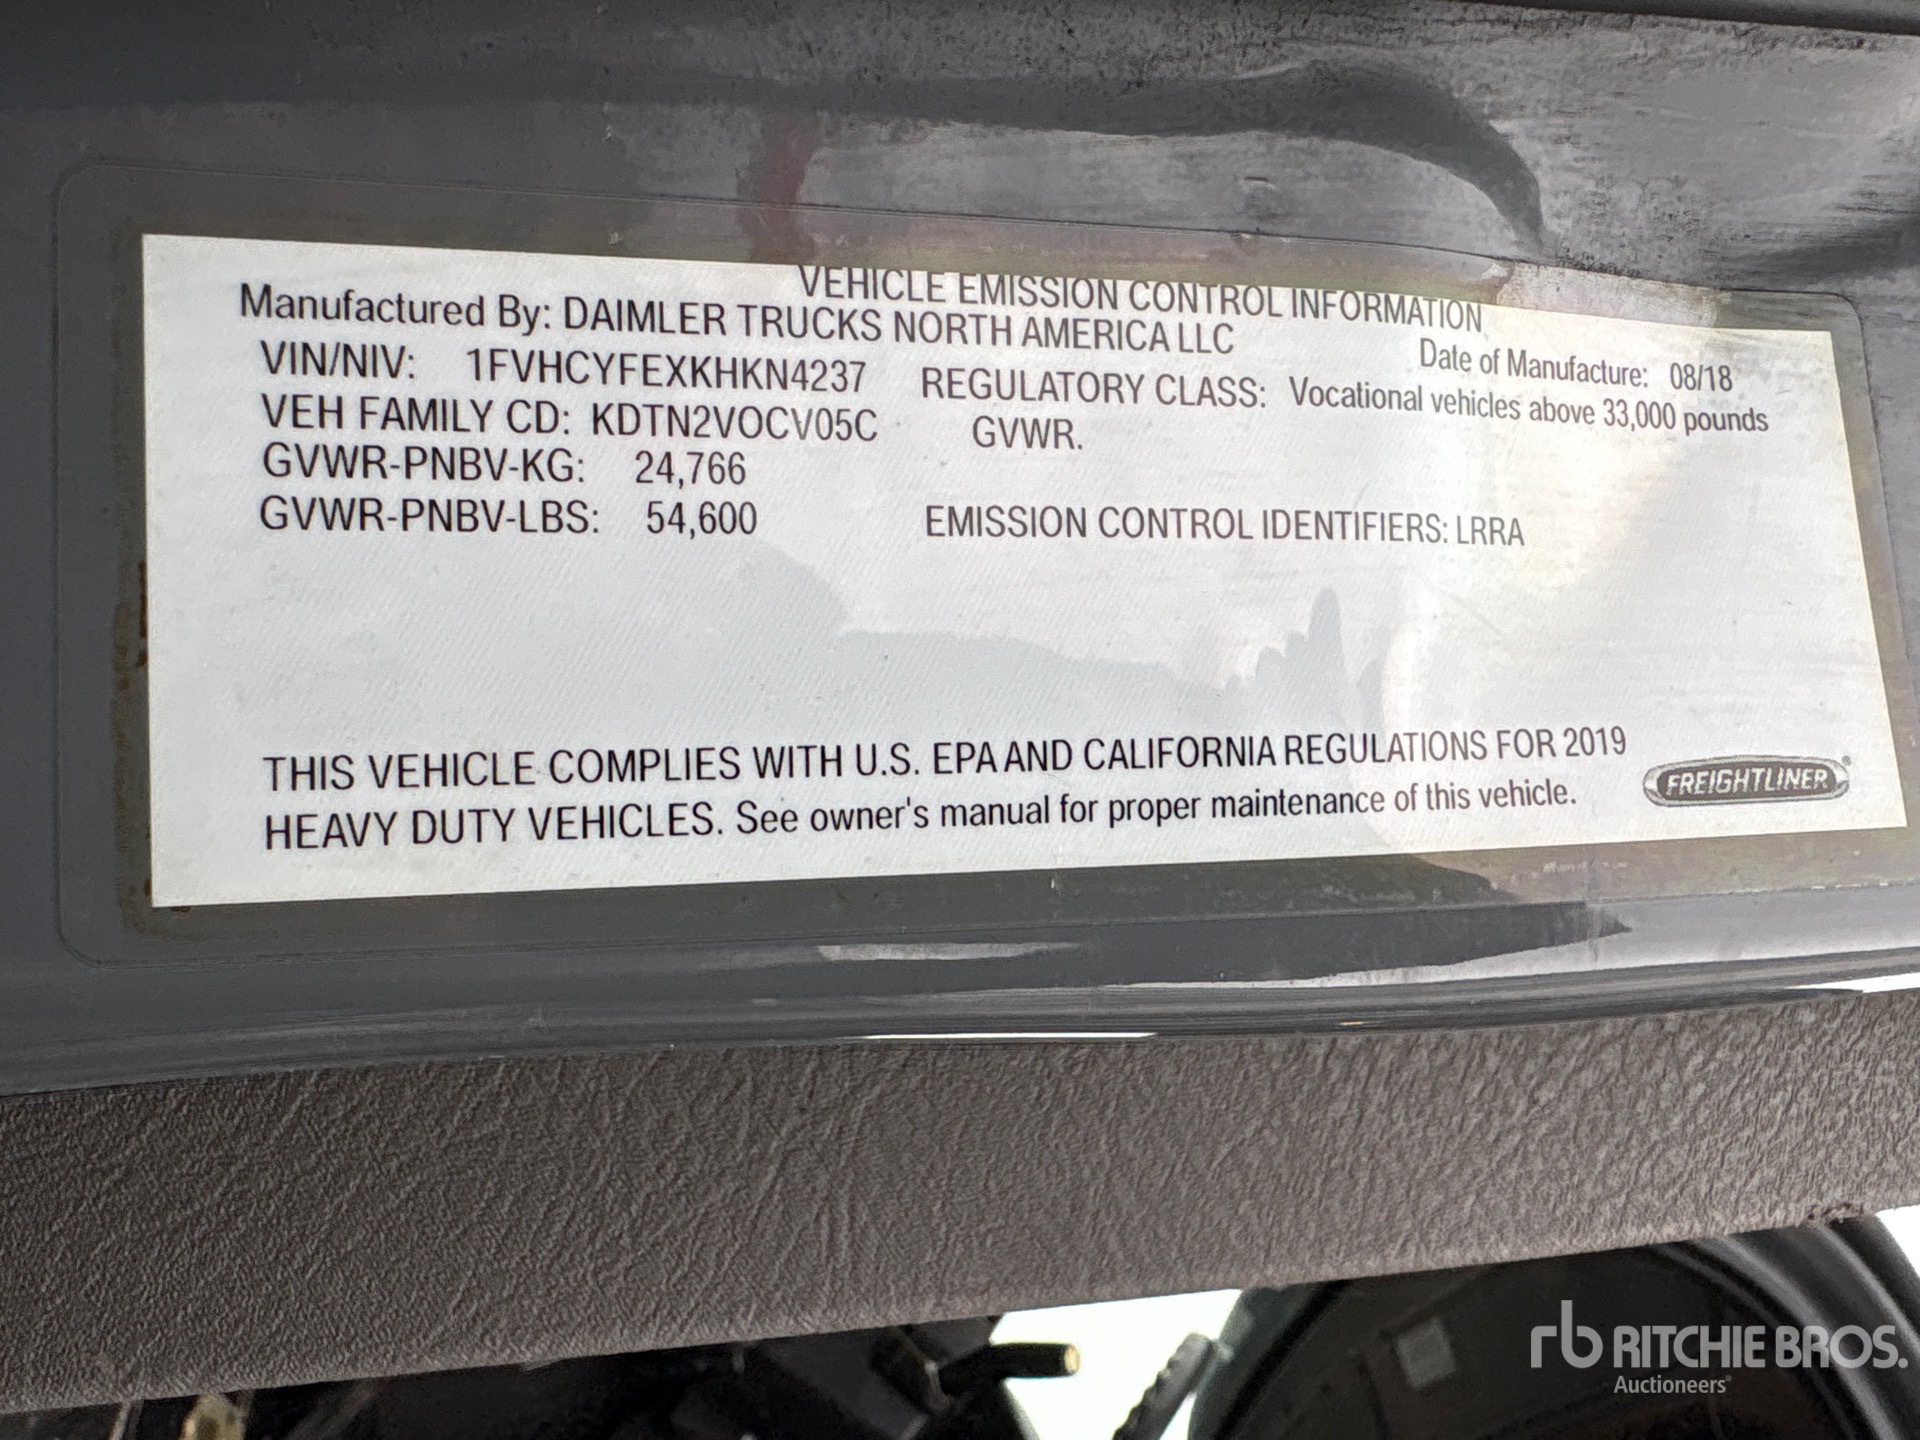 VEHICLE EMISSION CONTROL INFORMATION
Manufactured By: DAIMLER TRUCKS NORTH AMERICA LLC
Date of Manufacture: 08/18
VIN/NIV: 1FVHCYFEXKHKN4237
REGULATORY CLASS: Vocational vehicles above 33,000 pounds
GVWR.
VEH FAMILY CD: KDTN2VOCV05C
GVWR-PNBV-KG: 24,766
GVWR-PNBV-LBS: 54,600
EMISSION CONTROL IDENTIFIERS: LRRA
THIS VEHICLE COMPLIES WITH U.S. EPA AND CALIFORNIA REGULATIONS FOR 2019
HEAVY DUTY VEHICLES. See owner's manual for proper maintenance of this vehicle.
FREIGHTLINER®
rb RITCHIE BROS.
Auctioneers®